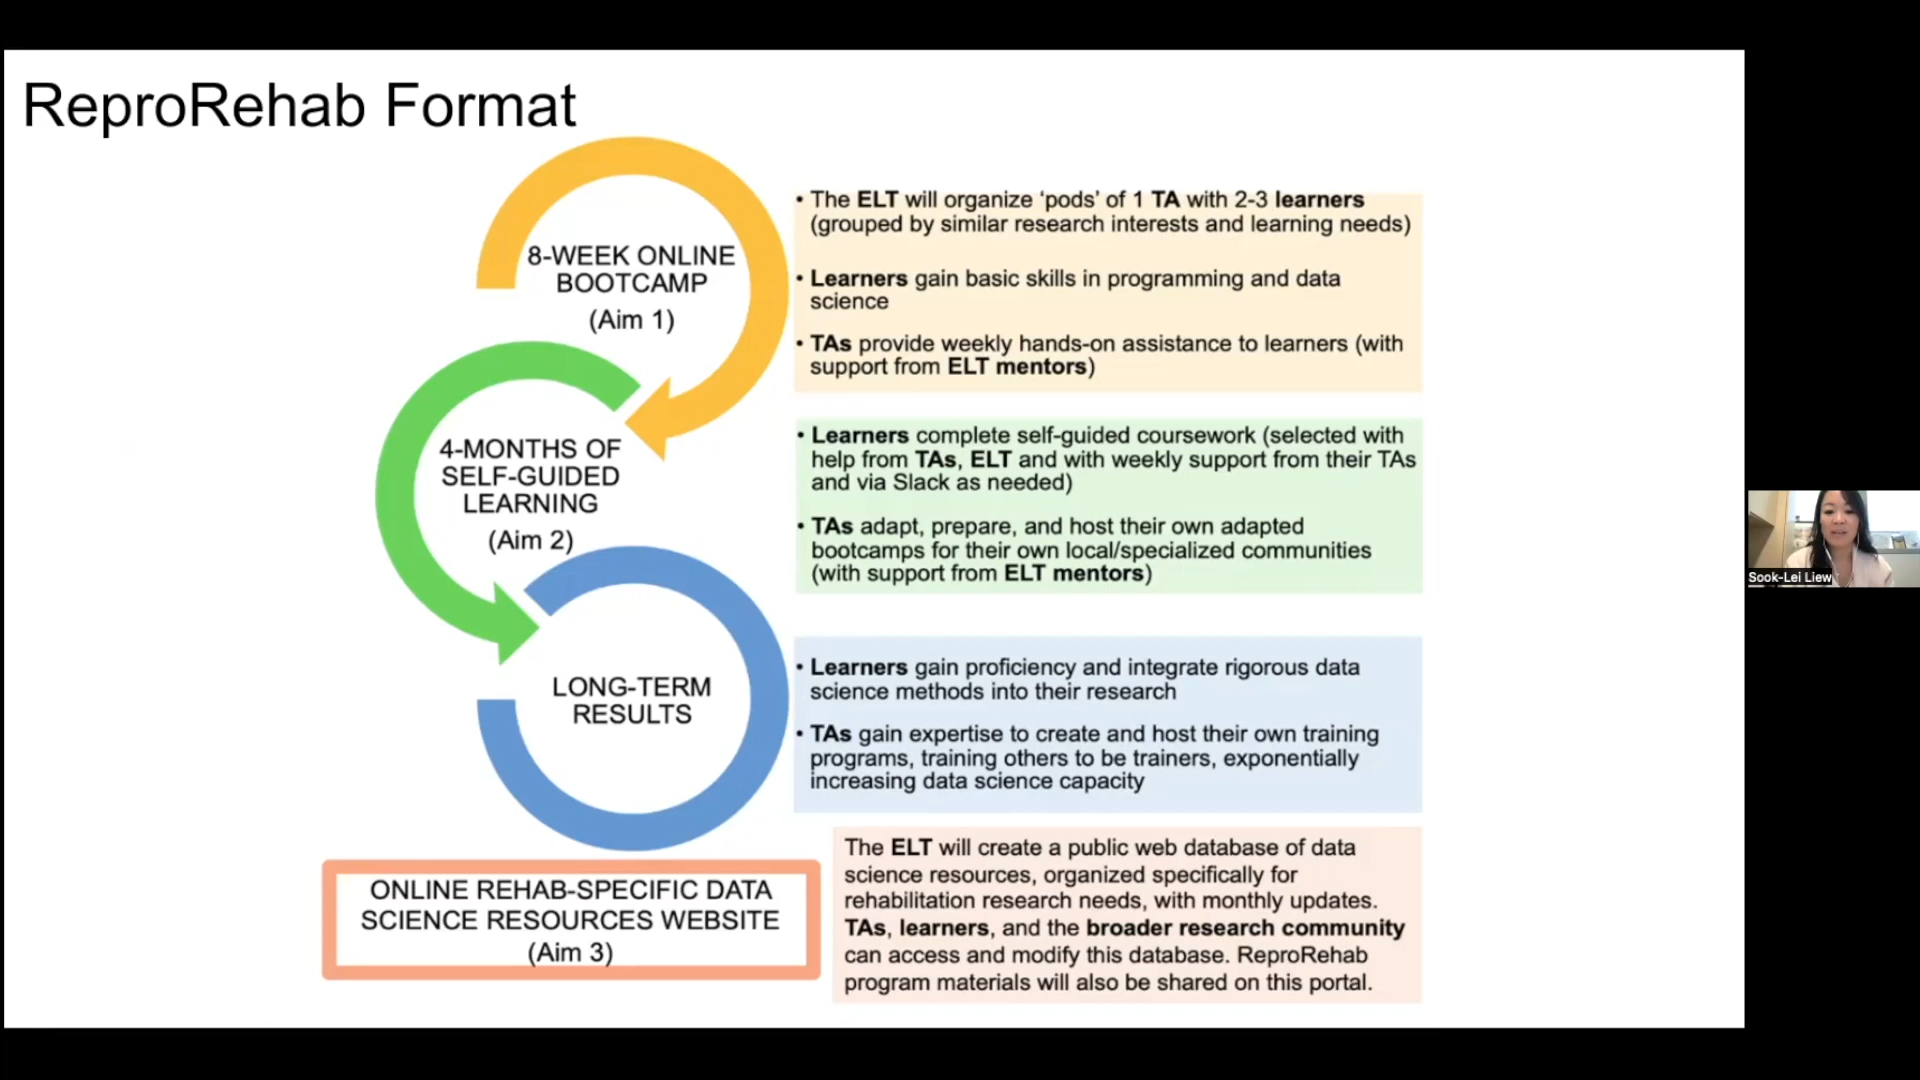 ReproRehab Format
8-WEEK ONLINE
BOOTCAMP
(Aim 1)
• The ELT will organize ‘pods’ of 1 TA with 2-3 learners
(grouped by similar research interests and learning needs)
• Learners gain basic skills in programming and data
science
• TAs provide weekly hands-on assistance to learners (with
support from ELT mentors)
4-MONTHS OF
SELF-GUIDED
LEARNING
(Aim 2)
• Learners complete self-guided coursework (selected with
help from TAs, ELT and with weekly support from their TAs
and via Slack as needed)
• TAs adapt, prepare, and host their own adapted
bootcamps for their own local/specialized communities
(with support from ELT mentors)
LONG-TERM
RESULTS
• Learners gain proficiency and integrate rigorous data
science methods into their research
• TAs gain expertise to create and host their own training
programs, training others to be trainers, exponentially
increasing data science capacity
ONLINE REHAB-SPECIFIC DATA
SCIENCE RESOURCES WEBSITE
(Aim 3)
The ELT will create a public web database of data
science resources, organized specifically for
rehabilitation research needs, with monthly updates.
TAs, learners, and the broader research community
can access and modify this database. ReproRehab
program materials will also be shared on this portal.
Sook-Lei Liew